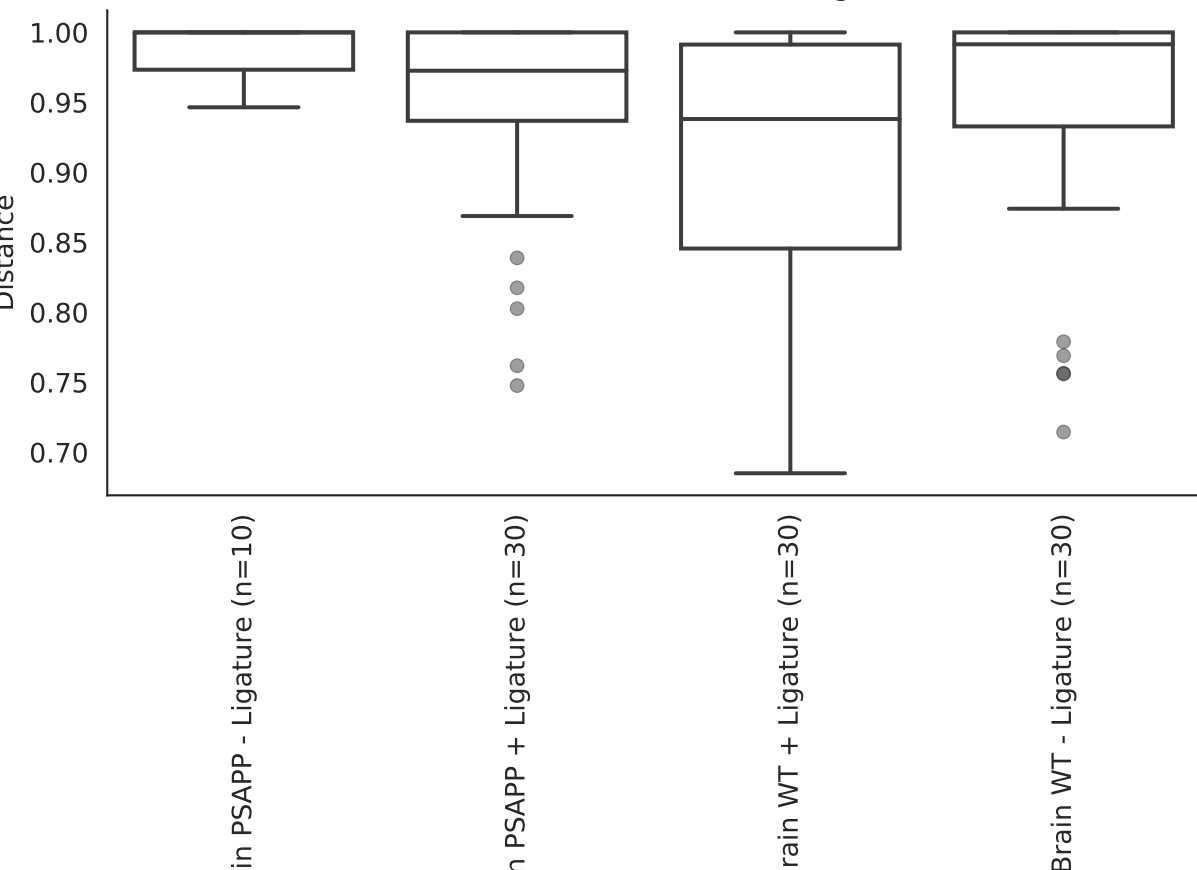 1.00
0.95
0.90
0.85
0.80
0.75
0.70
Distance
in PSAPP - Ligature (n=10)
n PSAPP + Ligature (n=30)
rain WT + Ligature (n=30)
Brain WT - Ligature (n=30)